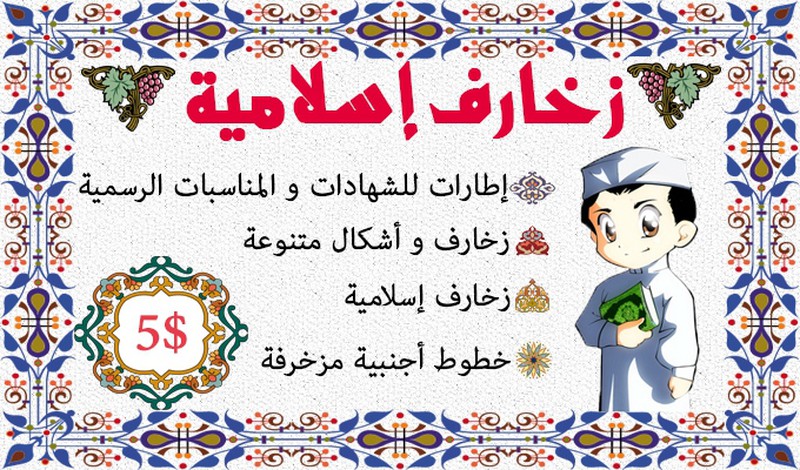 زخارف إسلامية
إطارات للشهادات و المناسبات الرسمية
زخارف و أشكال متنوعة
زخارف إسلامية
خطوط أجنبية مزخرفة
5$